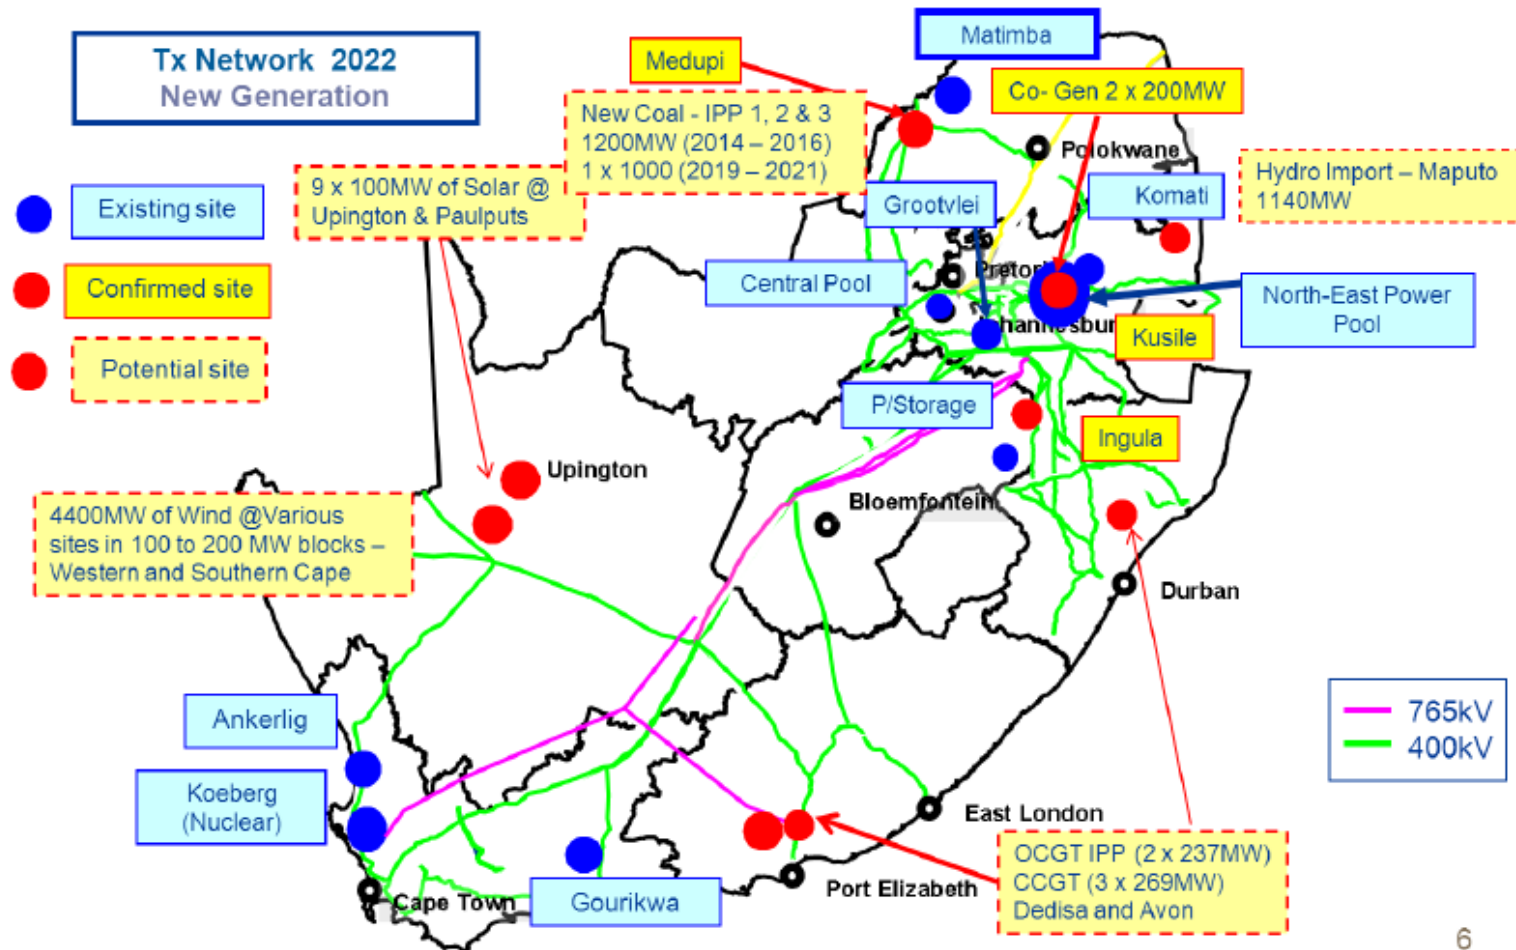 Tx Network 2022
New Generation
Existing site
Confirmed site
Potential site
Matimba
Medupi
Co- Gen 2 x 200MW
New Coal - IPP 1, 2 & 3
1200MW (2014 – 2016)
1 x 1000 (2019 – 2021)
Polokwane
9 x 100MW of Solar @
Upington & Paulputs
Grootvlei
Komati
Hydro Import – Maputo
1140MW
Central Pool
North-East Power
Pool
Kusile
P/Storage
Ingula
Upington
Bloemfontein
4400MW of Wind @Various
sites in 100 to 200 MW blocks –
Western and Southern Cape
Durban
Ankerlig
765kV
400kV
Koeberg
(Nuclear)
East London
OCGT IPP (2 x 237MW)
CCGT (3 x 269MW)
Dedisa and Avon
Port Elizabeth
Gourikwa
Cape Town
6